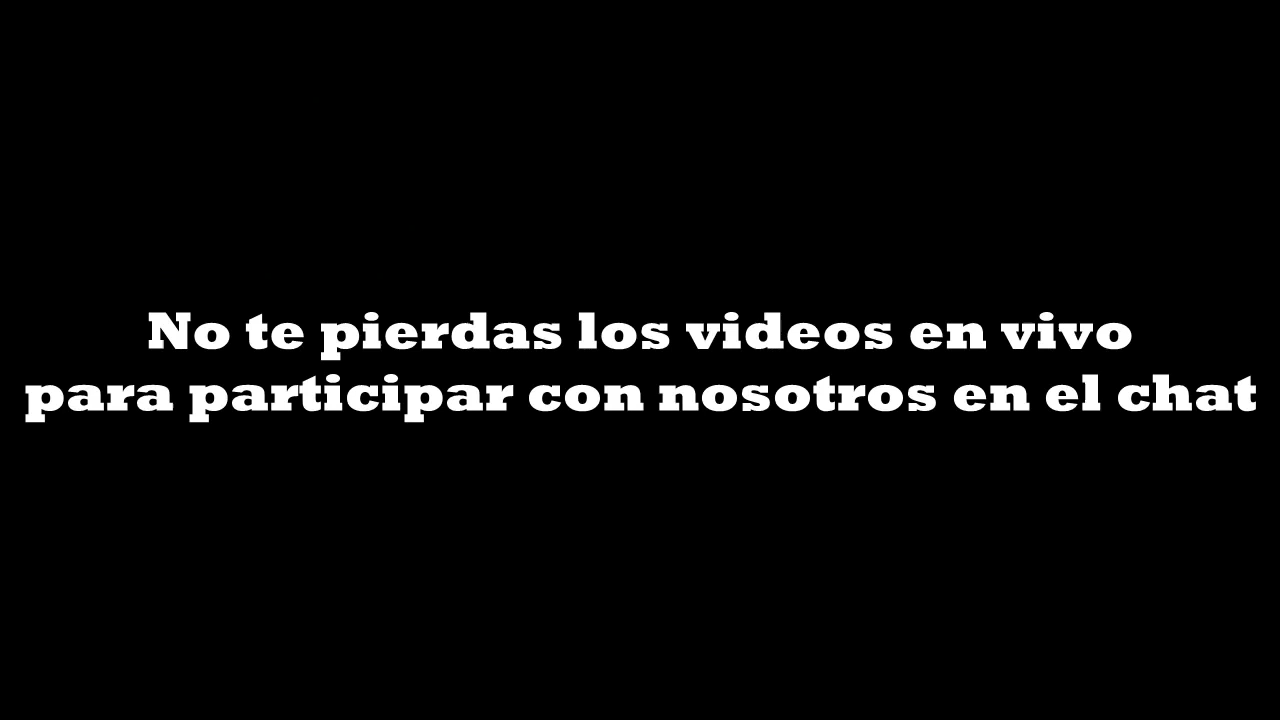 No te pierdas los videos en vivo
para participar con nosotros en el chat